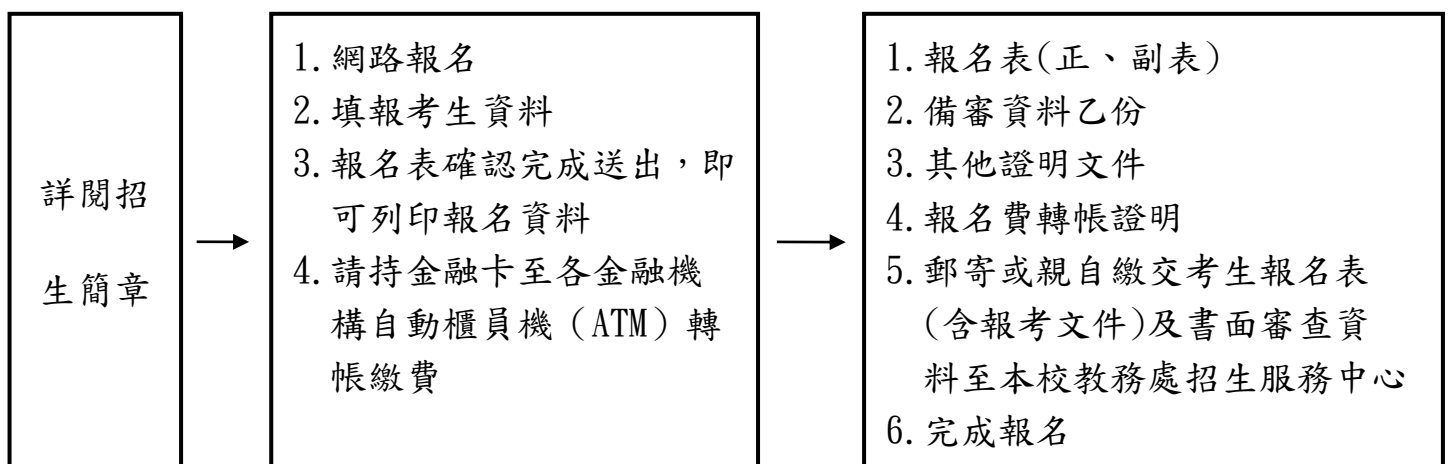 詳閱招
生簡章
1.網路報名
2.填報考生資料
3.報名表確認完成送出，即
可列印報名資料
4.請持金融卡至各金融機
構自動櫃員機（ATM）轉
帳繳費
1.報名表(正、副表)
2.備審資料乙份
3.其他證明文件
4.報名費轉帳證明
5.郵寄或親自繳交考生報名表
(含報考文件)及書面審查資
料至本校教務處招生服務中心
6.完成報名